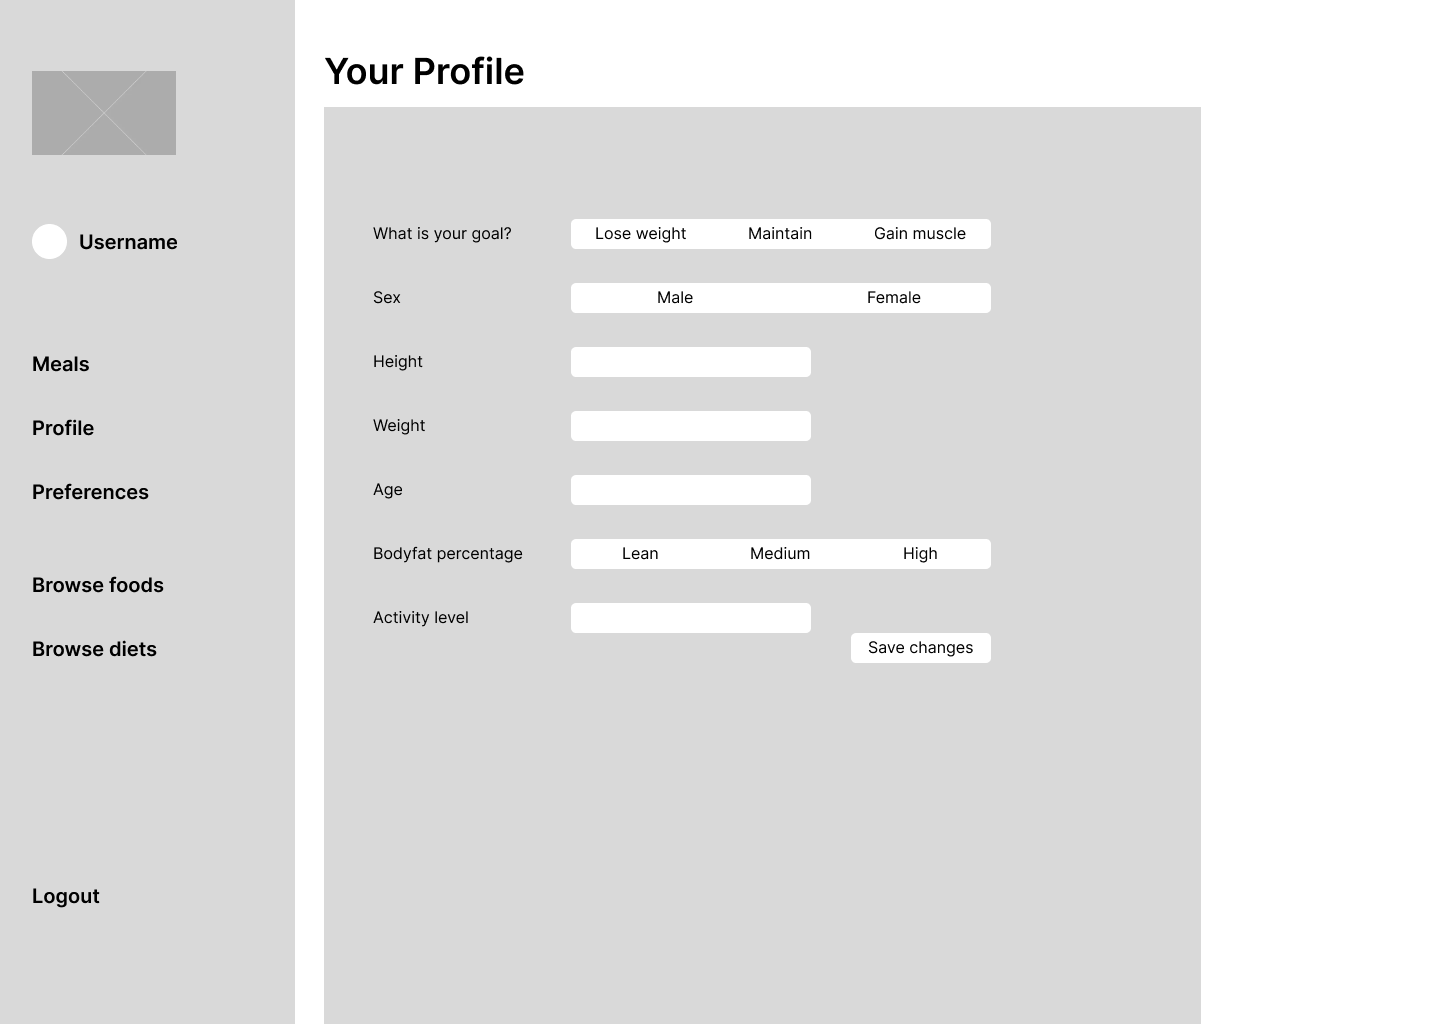 Your Profile
Username
Meals
Profile
Preferences
Browse foods
Browse diets
Logout
What is your goal? Lose weight Maintain Gain muscle
Sex Male Female
Height
Weight
Age
Bodyfat percentage Lean Medium High
Activity level
Save changes